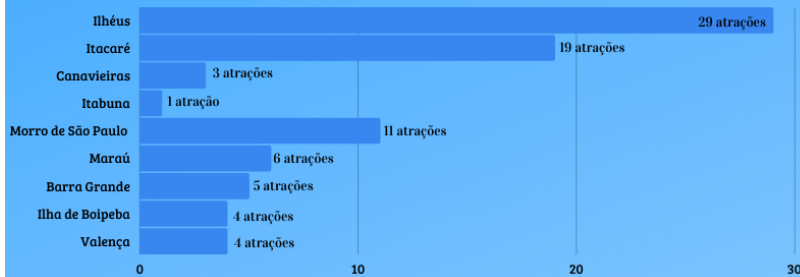 Ilhéus 29 atrações
Itacaré 19 atrações
Canavieiras 3 atrações
Itabuna 1 atração
Morro de São Paulo 11 atrações
Maraú 6 atrações
Barra Grande 5 atrações
Ilha de Boipeba 4 atrações
Valença 4 atrações
0 10 20 30